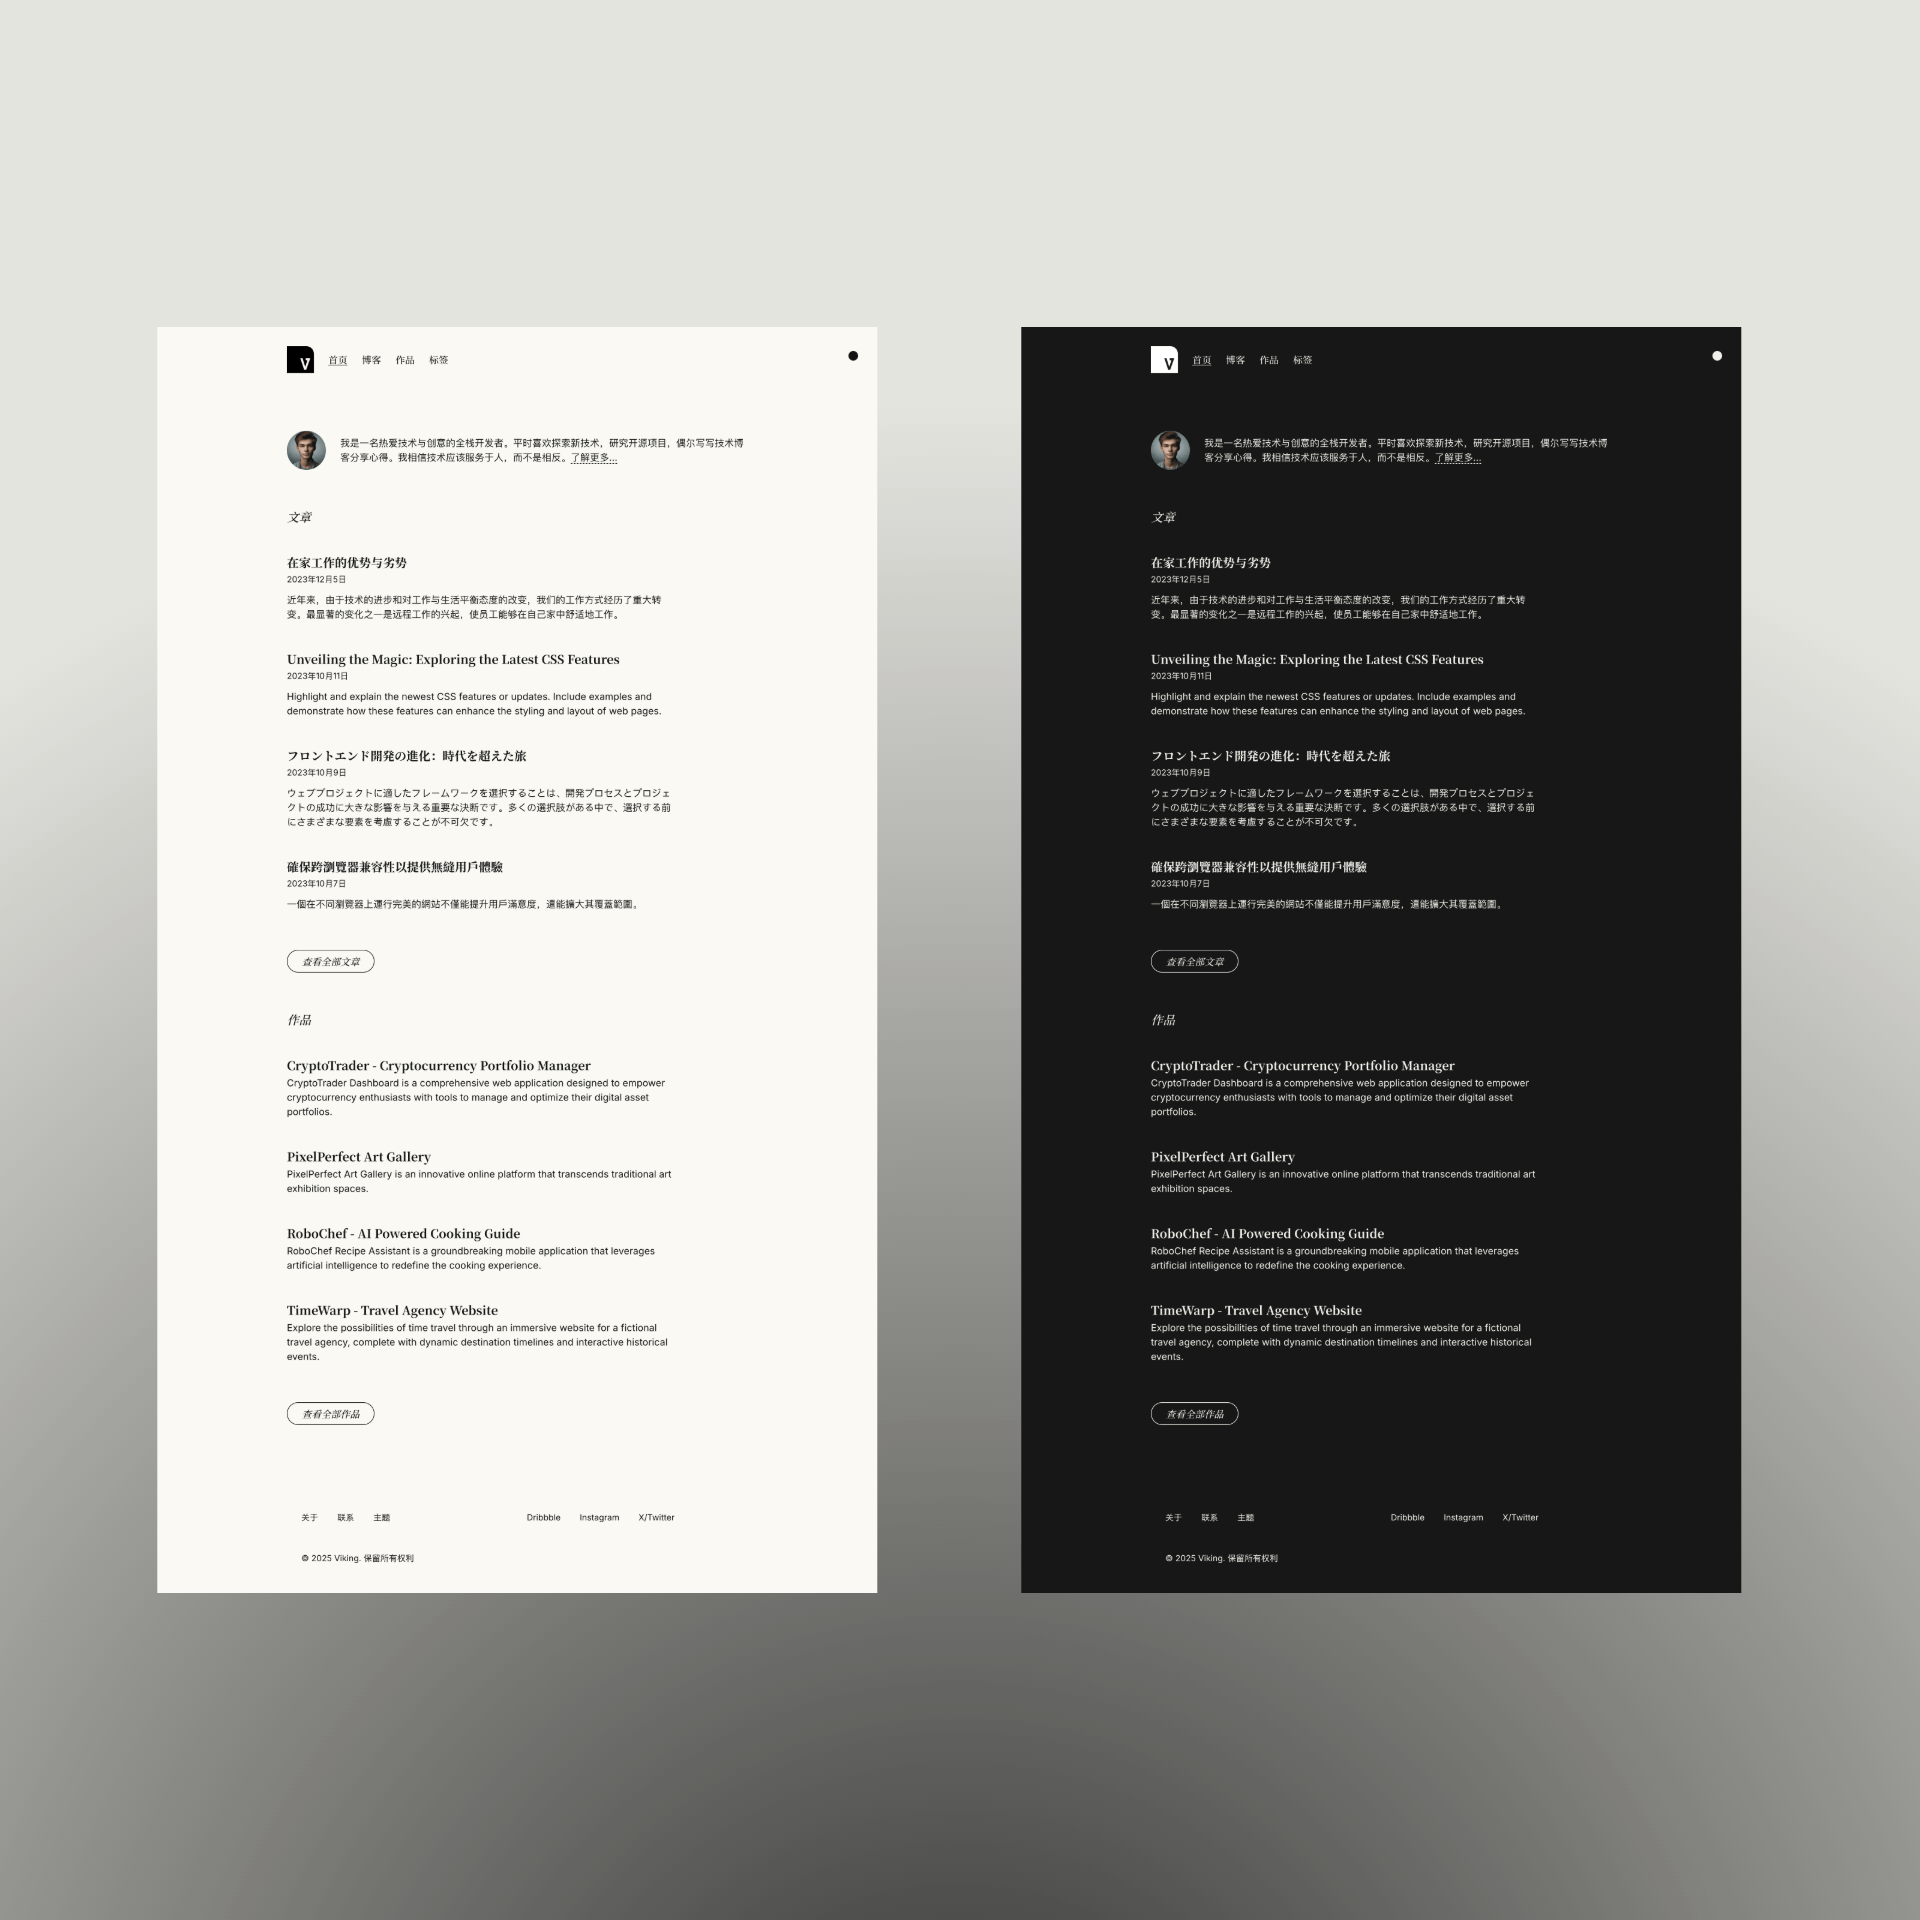 V
首页 博客 作品 标签
我是一名热爱技术与创意的全栈开发者。平时喜欢探索新技术，研究开源项目，偶尔写写技术博
客分享心得。我相信技术应该服务于人，而不是相反。了解更多...
文章
在家工作的优势与劣势
2023年12月5日
近年来，由于技术的进步和对工作与生活平衡态度的改变，我们的工作方式经历了重大转
变。最显著的变化之一是远程工作的兴起，使员工能够在自己家中舒适地工作。
Unveiling the Magic: Exploring the Latest CSS Features
2023年10月11日
Highlight and explain the newest CSS features or updates. Include examples and
demonstrate how these features can enhance the styling and layout of web pages.
フロントエンド開発の進化：時代を超えた旅
2023年10月9日
ウェブプロジェクトに適したフレームワークを選択することは、開発プロセスとプロジェ
クトの成功に大きな影響を与える重要な決断です。多くの選択肢がある中で、選択する前
にさまざまな要素を考慮することが不可欠です。
確保跨瀏覽器兼容性以提供無縫用戶體驗
2023年10月7日
一個在不同瀏覽器上運行完美的網站不僅能提升用戶滿意度，還能擴大其覆蓋範圍。
查看全部文章
作品
CryptoTrader - Cryptocurrency Portfolio Manager
CryptoTrader Dashboard is a comprehensive web application designed to empower
cryptocurrency enthusiasts with tools to manage and optimize their digital asset
portfolios.
PixelPerfect Art Gallery
PixelPerfect Art Gallery is an innovative online platform that transcends traditional art
exhibition spaces.
RoboChef - AI Powered Cooking Guide
RoboChef Recipe Assistant is a groundbreaking mobile application that leverages
artificial intelligence to redefine the cooking experience.
TimeWarp - Travel Agency Website
Explore the possibilities of time travel through an immersive website for a fictional
travel agency, complete with dynamic destination timelines and interactive historical
events.
查看全部作品
关于 联系 主题 Dribbble Instagram X/Twitter
© 2025 Viking. 保留所有权利
V
首页 博客 作品 标签
我是一名热爱技术与创意的全栈开发者。平时喜欢探索新技术，研究开源项目，偶尔写写技术博
客分享心得。我相信技术应该服务于人，而不是相反。了解更多...
文章
在家工作的优势与劣势
2023年12月5日
近年来，由于技术的进步和对工作与生活平衡态度的改变，我们的工作方式经历了重大转
变。最显著的变化之一是远程工作的兴起，使员工能够在自己家中舒适地工作。
Unveiling the Magic: Exploring the Latest CSS Features
2023年10月11日
Highlight and explain the newest CSS features or updates. Include examples and
demonstrate how these features can enhance the styling and layout of web pages.
フロントエンド開発の進化：時代を超えた旅
2023年10月9日
ウェブプロジェクトに適したフレームワークを選択することは、開発プロセスとプロジェ
クトの成功に大きな影響を与える重要な決断です。多くの選択肢がある中で、選択する前
にさまざまな要素を考慮することが不可欠です。
確保跨瀏覽器兼容性以提供無縫用戶體驗
2023年10月7日
一個在不同瀏覽器上運行完美的網站不僅能提升用戶滿意度，還能擴大其覆蓋範圍。
查看全部文章
作品
CryptoTrader - Cryptocurrency Portfolio Manager
CryptoTrader Dashboard is a comprehensive web application designed to empower
cryptocurrency enthusiasts with tools to manage and optimize their digital asset
portfolios.
PixelPerfect Art Gallery
PixelPerfect Art Gallery is an innovative online platform that transcends traditional art
exhibition spaces.
RoboChef - AI Powered Cooking Guide
RoboChef Recipe Assistant is a groundbreaking mobile application that leverages
artificial intelligence to redefine the cooking experience.
TimeWarp - Travel Agency Website
Explore the possibilities of time travel through an immersive website for a fictional
travel agency, complete with dynamic destination timelines and interactive historical
events.
查看全部作品
关于 联系 主题 Dribbble Instagram X/Twitter
© 2025 Viking. 保留所有权利